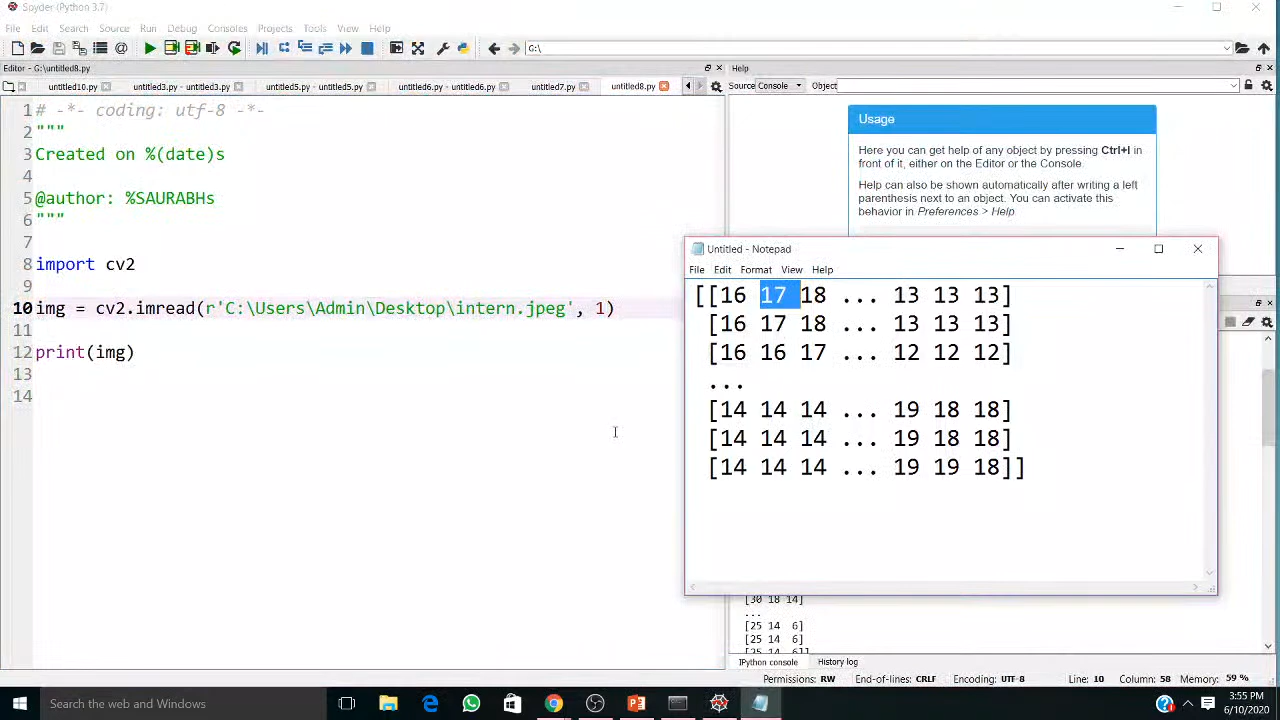 Spyder (Python 3.7)
File Edit Search Source Run Debug Consoles Projects Tools View Help
G:\
Editor - G:\untitled8.py
Help
untitled10.py untitled3.py - untitled3.py untitled5.py - untitled5.py untitled6.py - untitled6.py untitled7.py untitled8.py
Source Console Object
1 # -*- coding: utf-8 -*-
2 """
3 Created on %(date)s
4
5 @author: %SAURABHs
6 """
7
8 import cv2
9
10 img = cv2.imread(r'C:\Users\Admin\Desktop\intern.jpeg', 1)
11
12 print(img)
13
14
Usage
Here you can get help of any object by pressing Ctrl+I in
front of it, either on the Editor or the Console.
Help can also be shown automatically after writing a left
parenthesis next to an object. You can activate this
behavior in Preferences > Help
Untitled - Notepad
File Edit Format View Help
[[16 17 18 ... 13 13 13]
[16 17 18 ... 13 13 13]
[16 16 17 ... 12 12 12]
...
[14 14 14 ... 19 18 18]
[14 14 14 ... 19 18 18]
[14 14 14 ... 19 19 18]]
[30 18 14]
...
[25 14 6]
[25 14 6]
[25 14 6]]
IPython console History log
Permissions: RW End-of-lines: CRLF Encoding: UTF-8 Line: 10 Column: 58 Memory: 59 %
Search the web and Windows
3:55 PM
6/10/2020